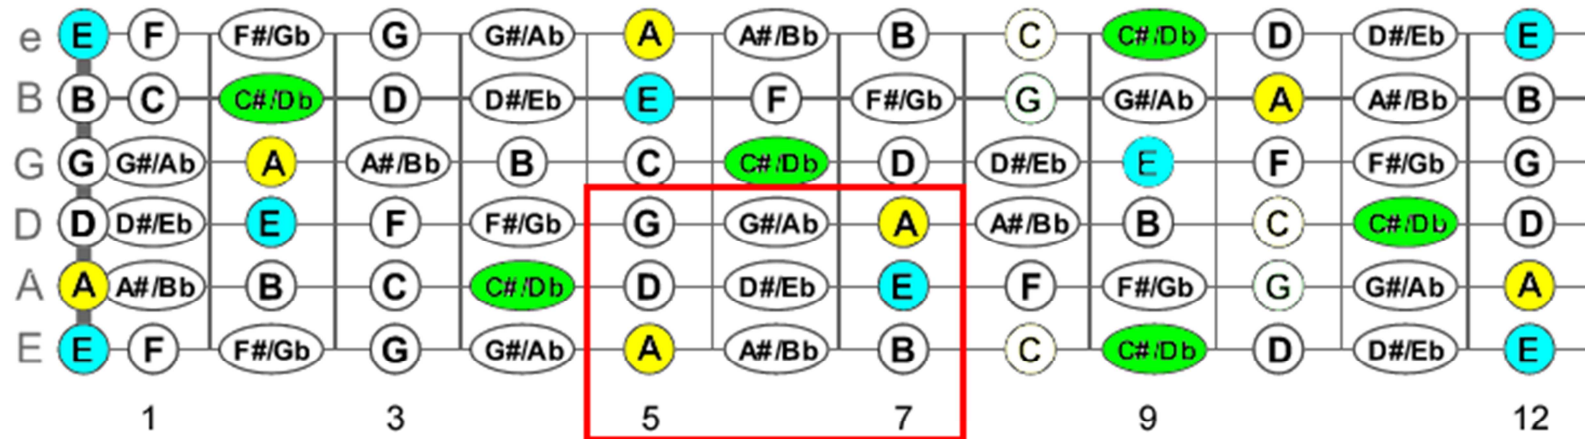 e E F F#/Gb G G#/Ab A A#/Bb B C C#/Db D D#/Eb E
B B C C#/Db D D#/Eb E F F#/Gb G G#/Ab A A#/Bb B
G G G#/Ab A A#/Bb B C C#/Db D D#/Eb E F F#/Gb G
D D D#/Eb E F F#/Gb G G#/Ab A A#/Bb B C C#/Db D
A A A#/Bb B C C#/Db D D#/Eb E F F#/Gb G G#/Ab A
E E F F#/Gb G G#/Ab A A#/Bb B C C#/Db D D#/Eb E
1 3 5 7 9 12